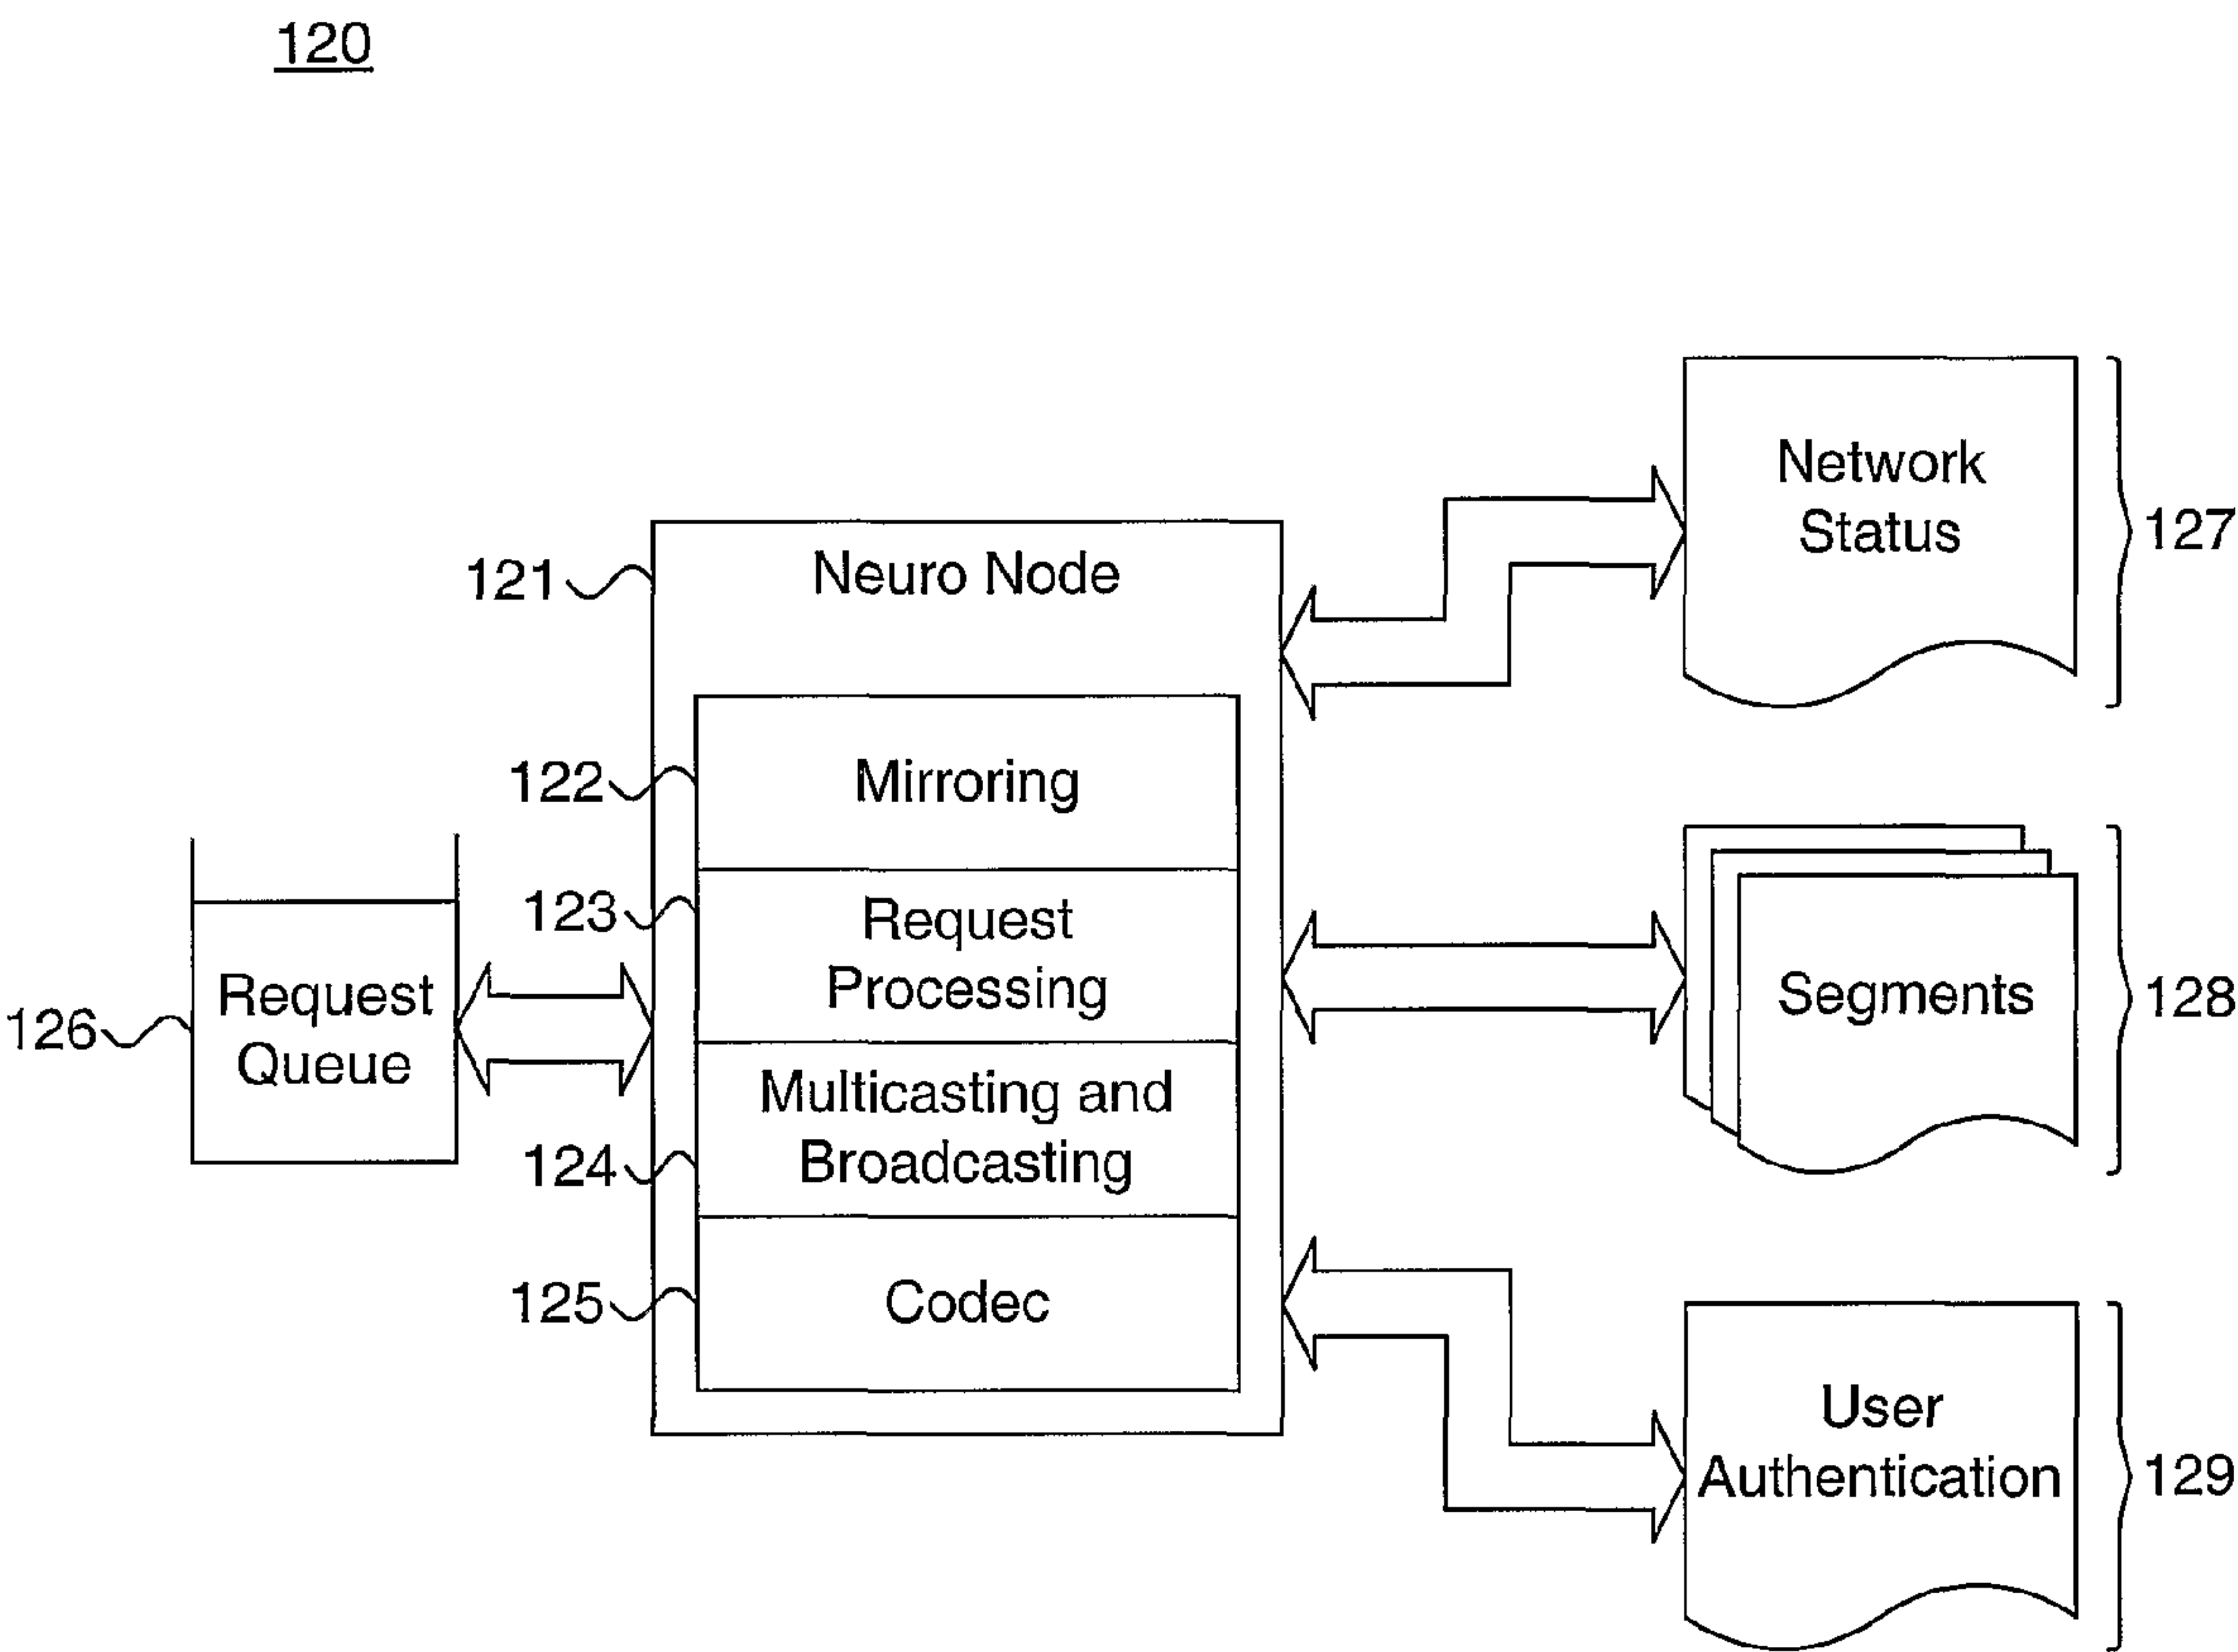 120
Network
Status
127
121
Neuro Node
122
Mirroring
123
Request
Processing
126
Request
Queue
Segments
128
Multicasting and
Broadcasting
124
125
Codec
User
Authentication
129